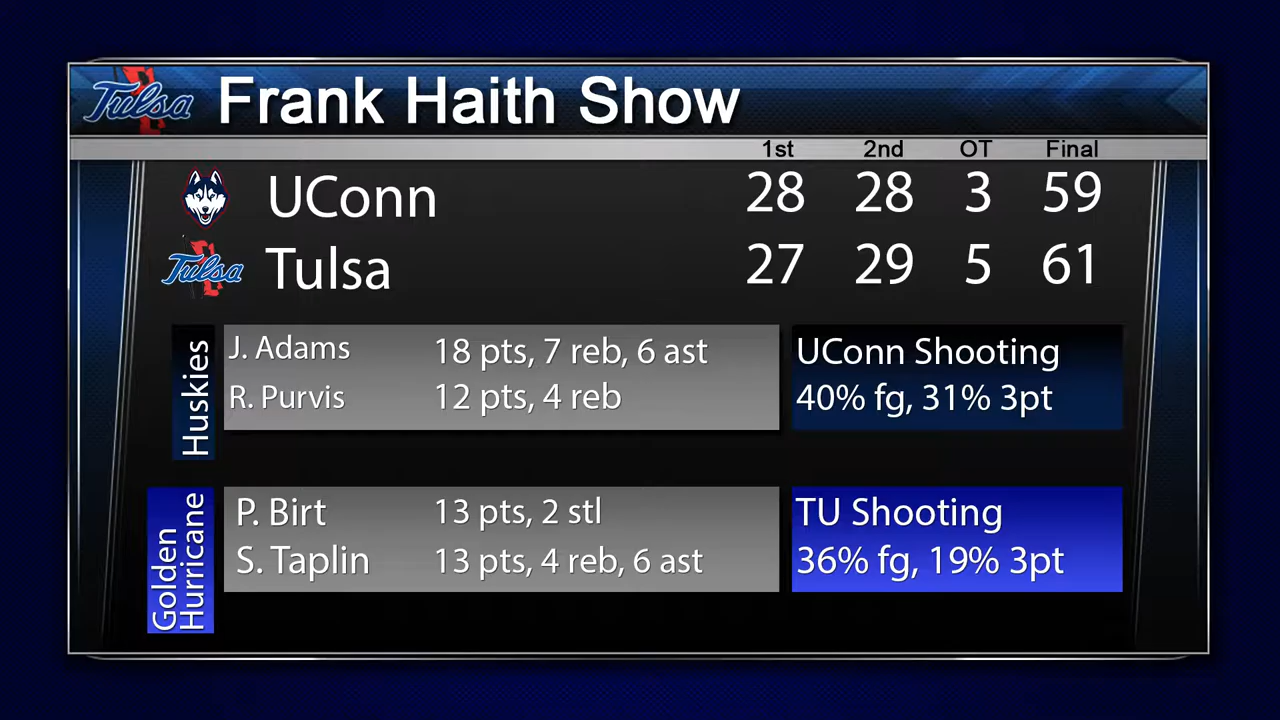 Tulsa Frank Haith Show
1st 2nd OT Final
UConn 28 28 3 59
Tulsa Tulsa 27 29 5 61
Huskies
J. Adams 18 pts, 7 reb, 6 ast
R. Purvis 12 pts, 4 reb
UConn Shooting
40% fg, 31% 3pt
Golden
Hurricane
P. Birt 13 pts, 2 stl
S. Taplin 13 pts, 4 reb, 6 ast
TU Shooting
36% fg, 19% 3pt